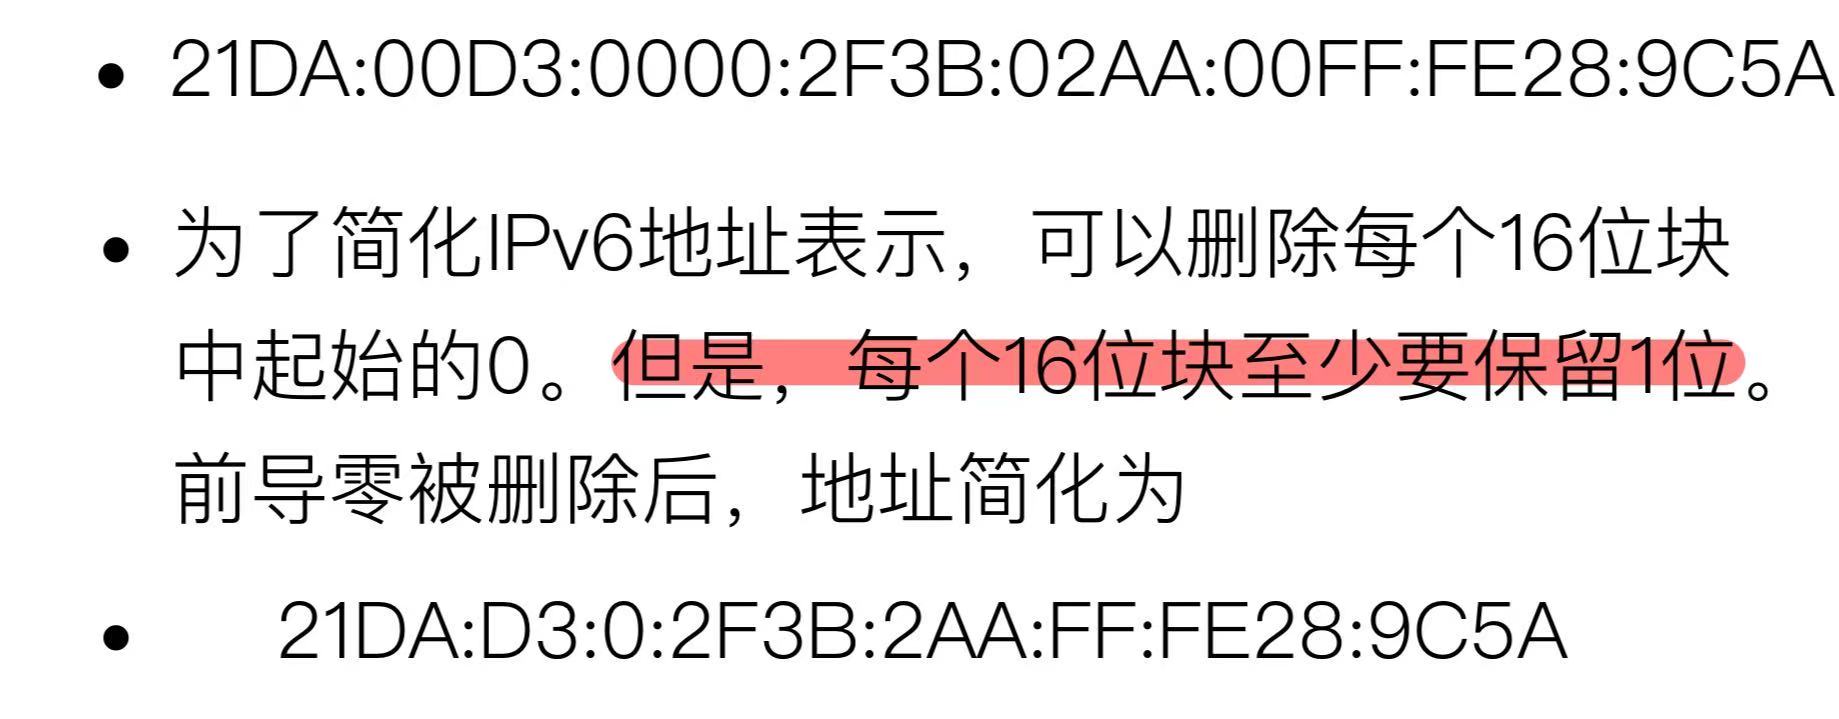 • 21DA:00D3:0000:2F3B:02AA:00FF:FE28:9C5A
• 为了简化IPv6地址表示，可以删除每个16位块
中起始的0。但是，每个16位块至少要保留1位。
前导零被删除后，地址简化为
• 21DA:D3:0:2F3B:2AA:FF:FE28:9C5A